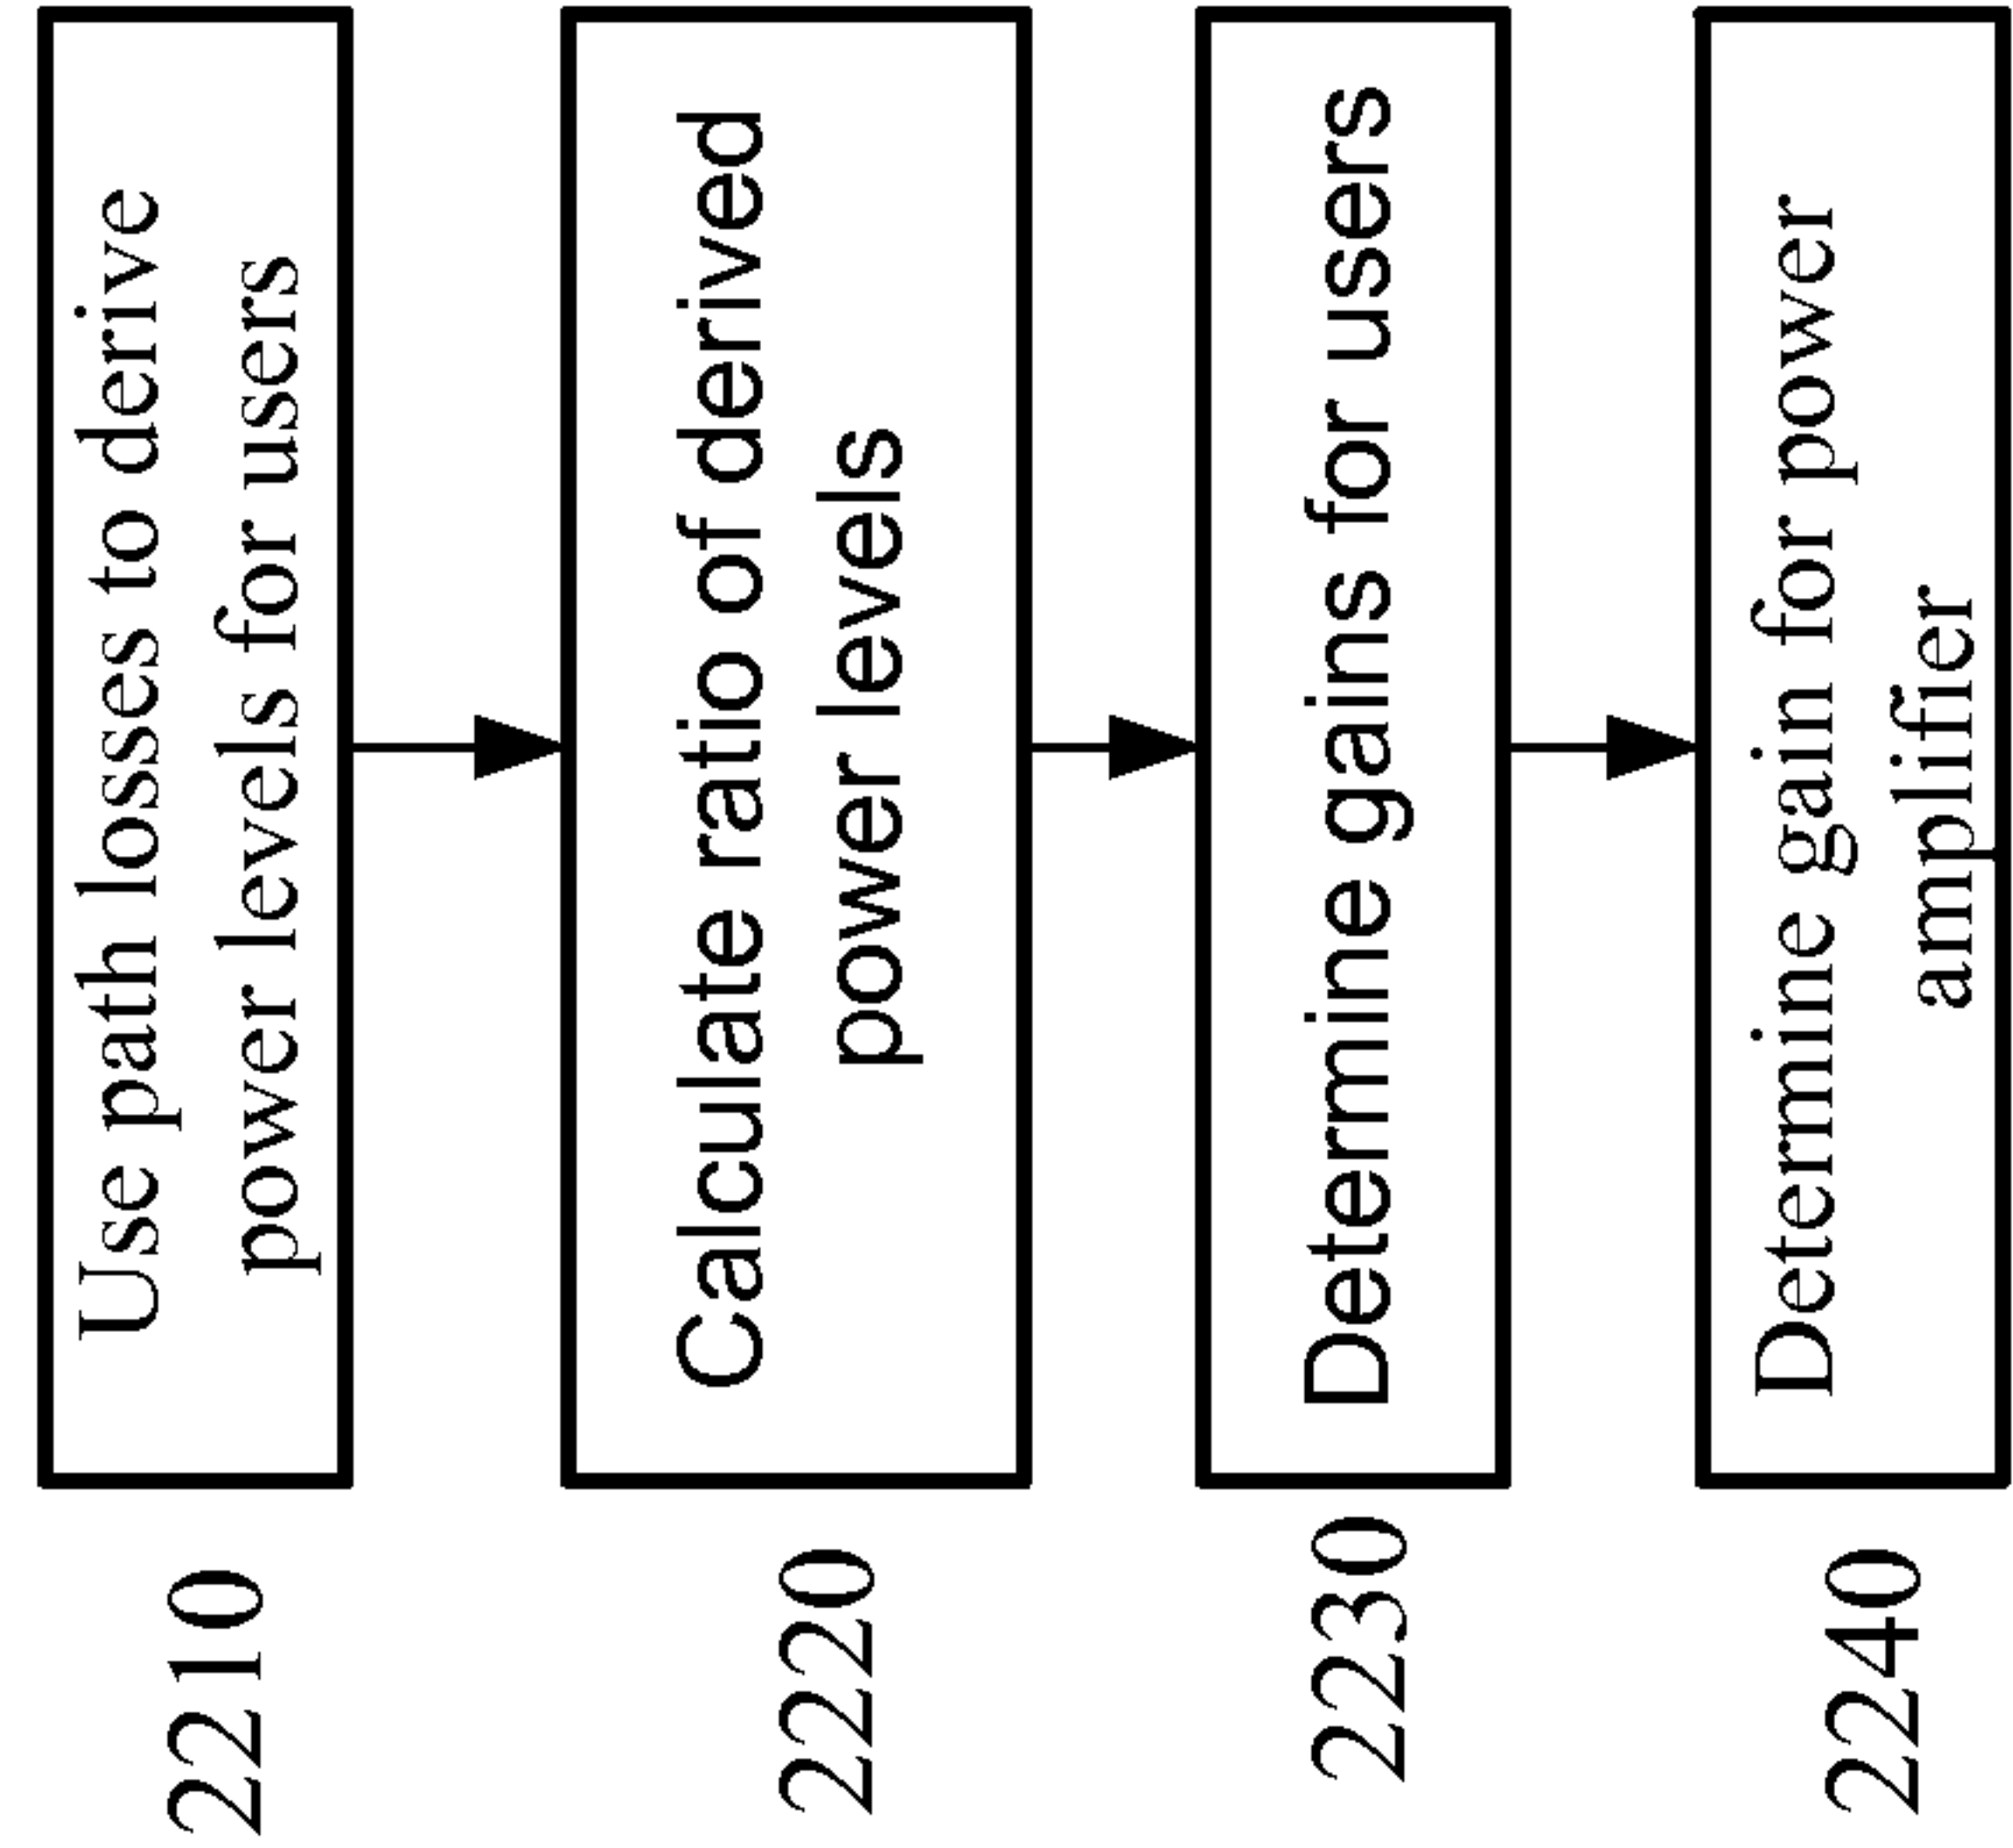 2210
Use path losses to derive
power levels for users
2220
Calculate ratio of derived
power levels
2230
Determine gains for users
2240
Determine gain for power
amplifier